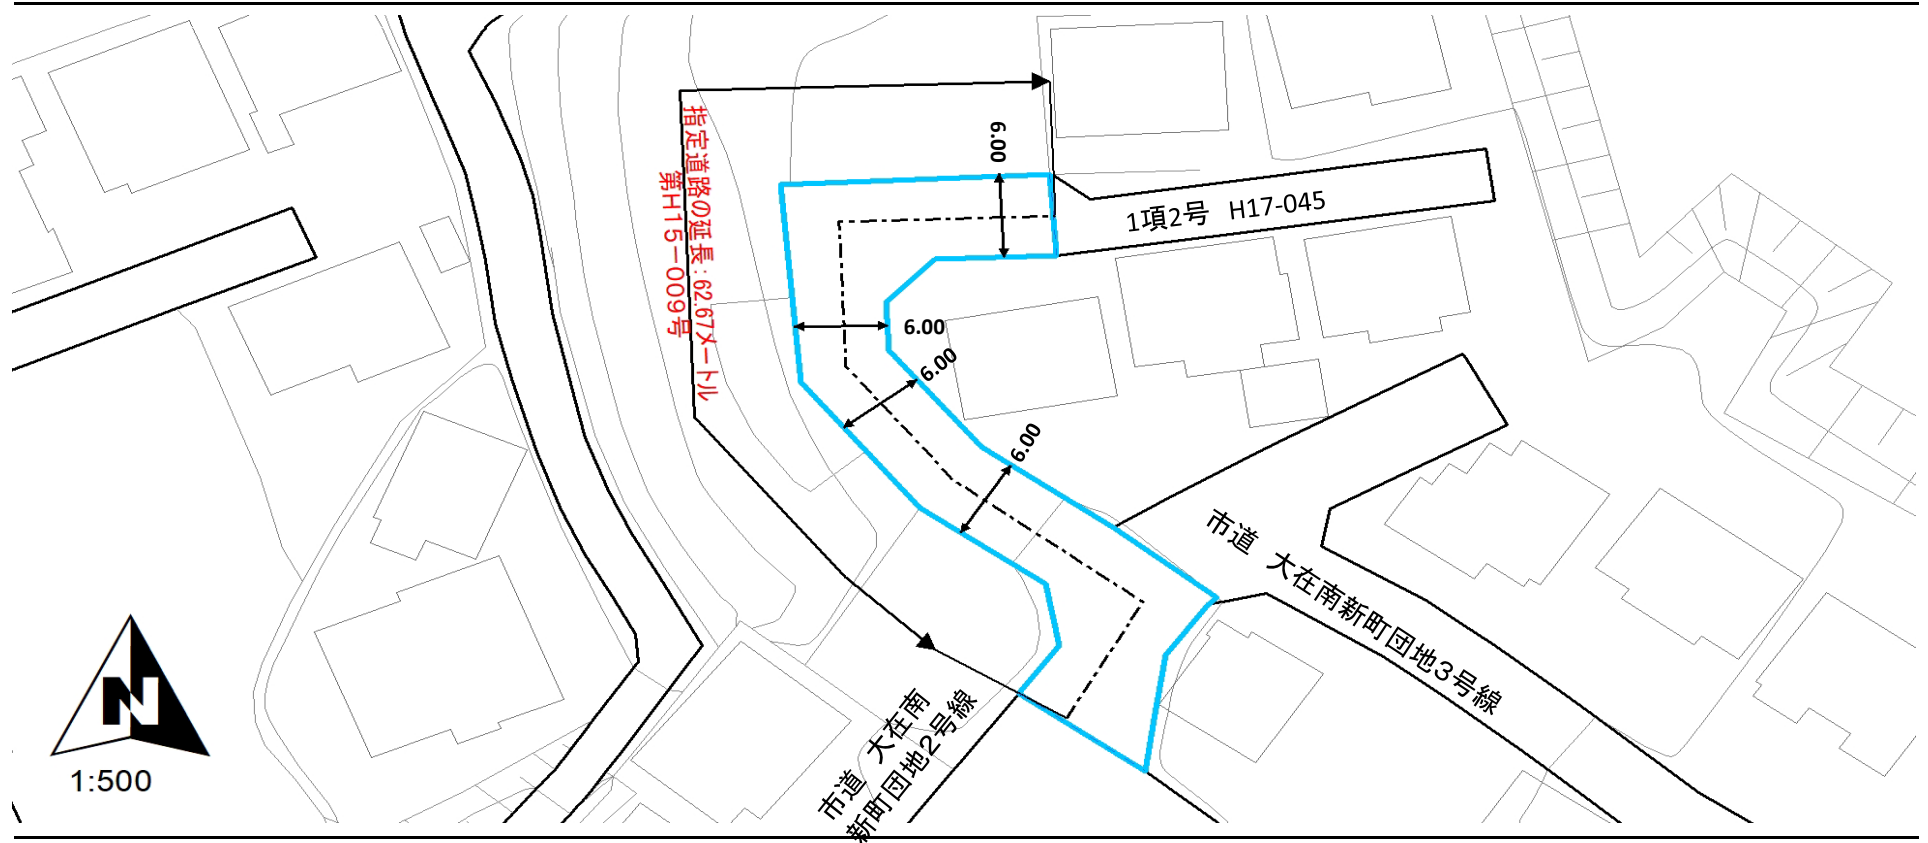 指定道路の延長：62.67メートル
第H15−009号
6.00
1項2号 H17-045
6.00
6.00
6.00
市道 大在南新町団地3号線
市道 大在南
新町団地2号線
N
1:500